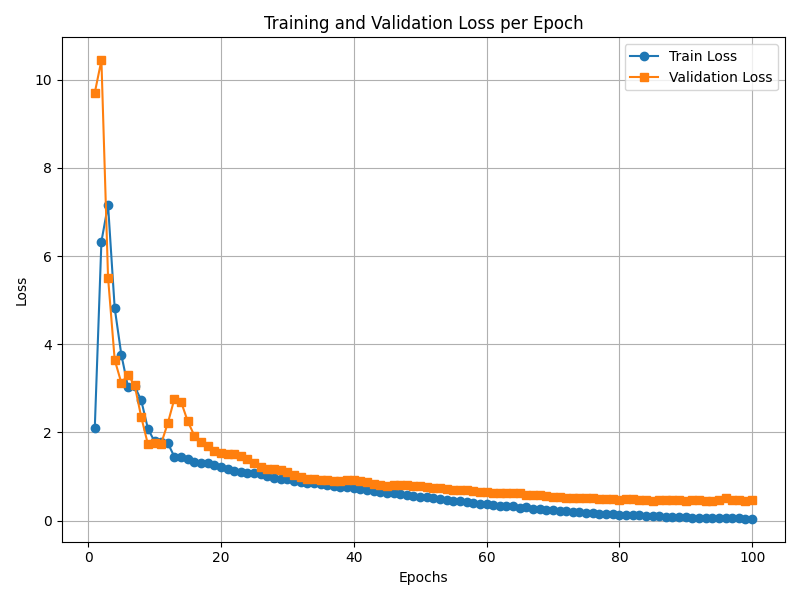 Training and Validation Loss per Epoch
Train Loss
Validation Loss
10
8
6
4
2
0
Loss
0 20 40 60 80 100
Epochs